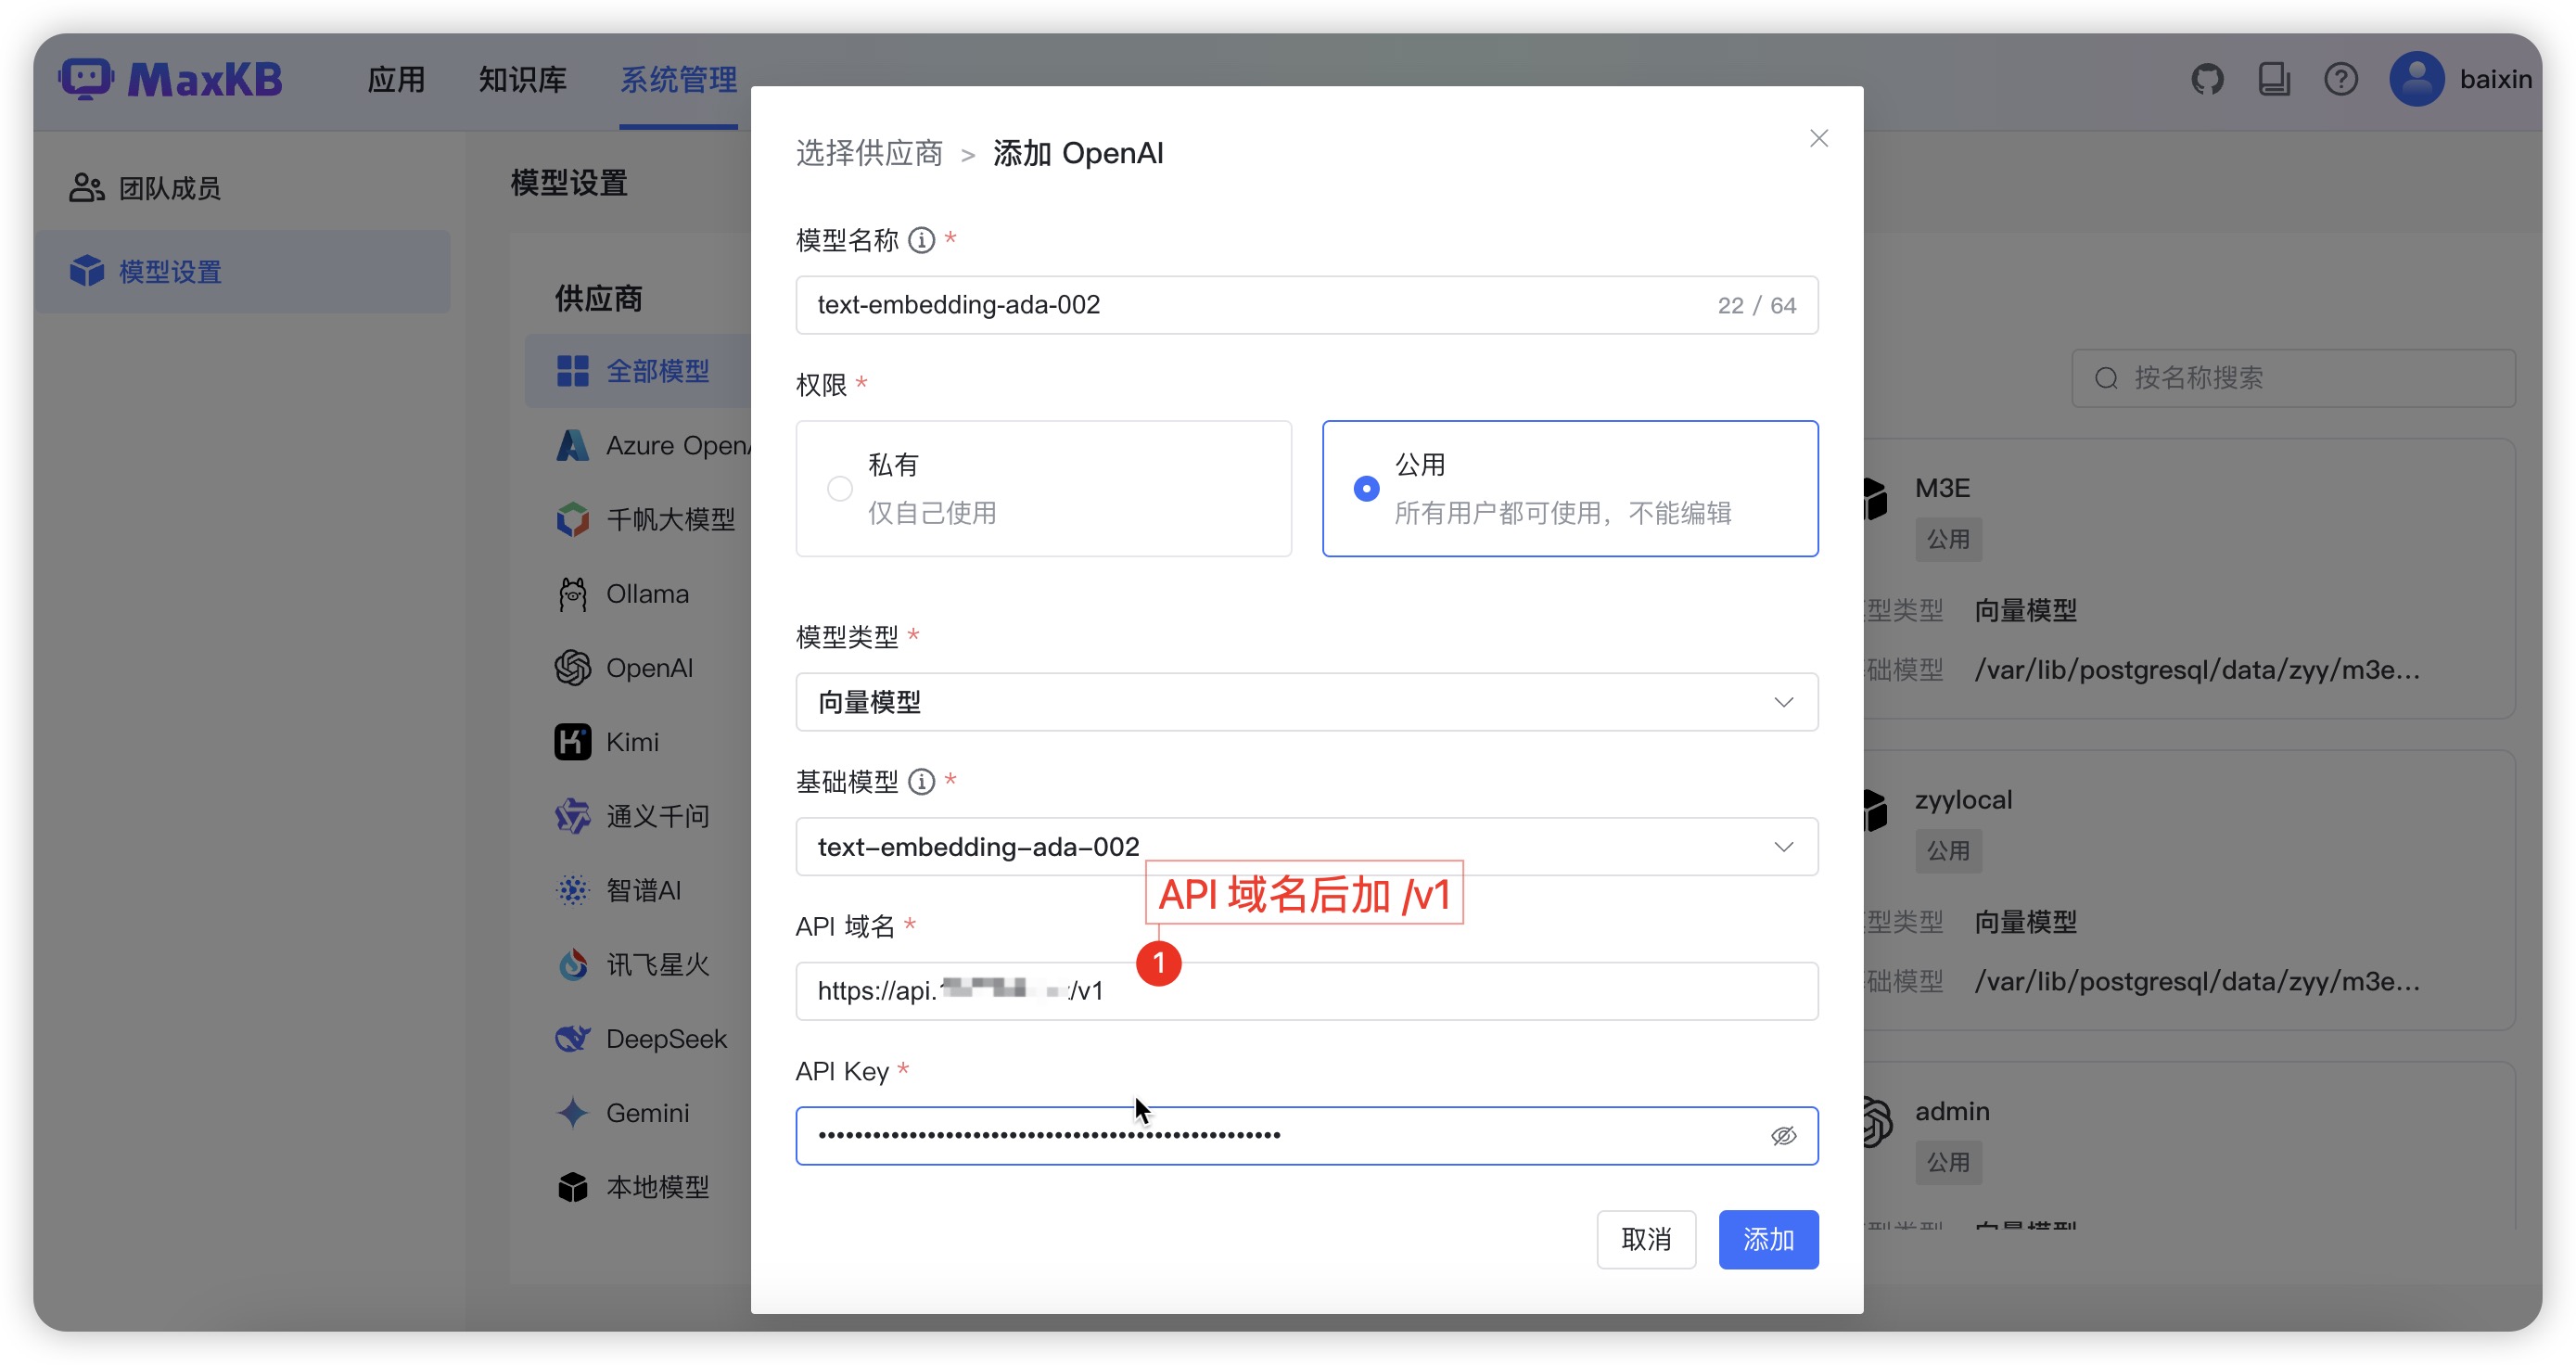 MaxKB
应用
知识库
系统管理
baixin
团队成员
模型设置
模型设置
供应商
全部模型
Azure Open
千帆大模型
Ollama
OpenAI
Kimi
通义千问
智谱AI
讯飞星火
DeepSeek
Gemini
本地模型
选择供应商 > 添加 OpenAI
模型名称 *
text-embedding-ada-002
22 / 64
权限 *
私有
仅自己使用
公用
所有用户都可使用，不能编辑
模型类型 *
向量模型
基础模型 *
text-embedding-ada-002
API 域名后加 /v1
API 域名 *
1
https://api. /v1
API Key *
取消
添加
按名称搜索
M3E
公用
型类型 向量模型
础模型 /var/lib/postgresql/data/zyy/m3e...
zyylocal
公用
型类型 向量模型
础模型 /var/lib/postgresql/data/zyy/m3e...
admin
公用
型类型 向量模型